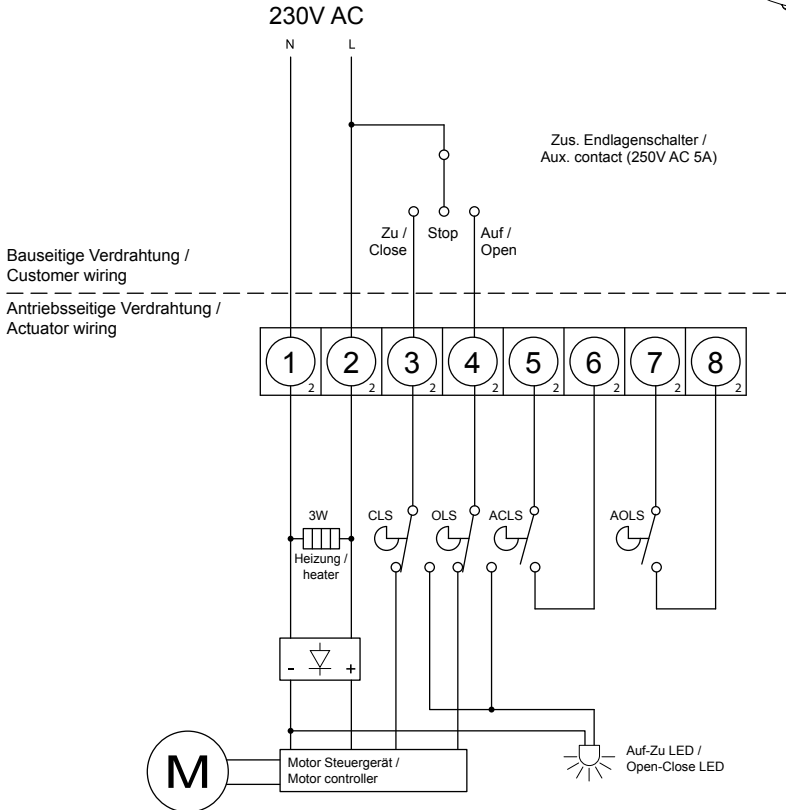 230V AC
N L
Zus. Endlagenschalter /
Aux. contact (250V AC 5A)
Zu /
Close
Stop
Auf /
Open
Bauseitige Verdrahtung /
Customer wiring
Antriebsseitige Verdrahtung /
Actuator wiring
1 2 3 4 5 6 7 8
2 2 2 2 2 2 2 2
3W CLS OLS ACLS AOLS
Heizung /
heater
- +
M
Motor Steuergerät /
Motor controller
Auf-Zu LED /
Open-Close LED